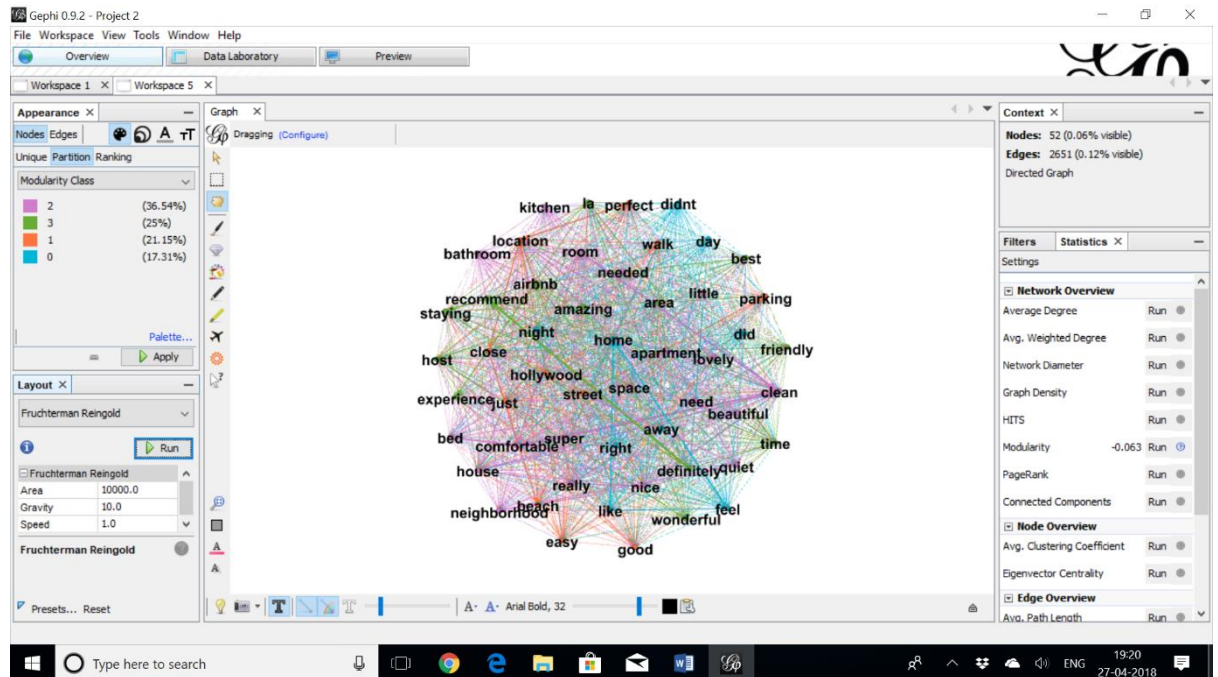 Gephi 0.9.2 - Project 2
File Workspace View Tools Window Help
Overview Data Laboratory Preview
Workspace 1 X Workspace 5 X
Appearance X
Nodes Edges A TT
Unique Partition Ranking
Modularity Class
2 (36.54%)
3 (25%)
1 (21.15%)
0 (17.31%)
Palette...
Apply
Layout X
Fruchterman Reingold
Run
Fruchterman Reingold
Area 10000.0
Gravity 10.0
Speed 1.0
Fruchterman Reingold
Presets... Reset
Graph X
Dragging (Configure)
kitchen la perfect didnt
location room walk day
bathroom needed best
airbnb little
recommend amazing area parking
staying
night home did
host close apartment lovely friendly
hollywood
experience just street space need clean
beautiful
bed comfortable super right away time
house definitely quiet
really nice
neighborhood beach like wonderful feel
easy good
T T A- A- Arial Bold, 32
A
A
Context X
Nodes: 52 (0.06% visible)
Edges: 2651 (0.12% visible)
Directed Graph
Filters Statistics X
Settings
Network Overview
Average Degree Run
Avg. Weighted Degree Run
Network Diameter Run
Graph Density Run
HITS Run
Modularity -0.063 Run
PageRank Run
Connected Components Run
Node Overview
Avg. Clustering Coefficient Run
Eigenvector Centrality Run
Edge Overview
Avg. Path Length Run
Type here to search
ENG
19:20
27-04-2018